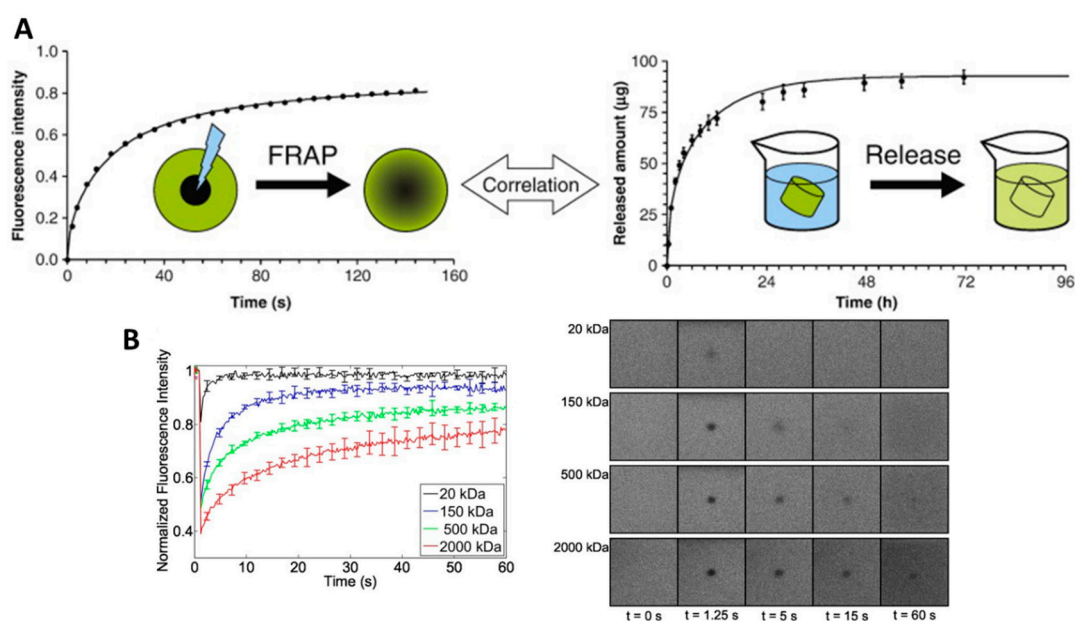 A
Fluorescence intensity
1.0
0.8
0.6
0.4
0.2
0.0
0 40 80 120 160
Time (s)
FRAP
Correlation
Released amount (µg)
100
75
50
25
0
0 24 48 72 96
Time (h)
Release
B
Normalized Fluorescence Intensity
1
0.8
0.6
0.4
0 10 20 30 40 50 60
Time (s)
20 kDa
150 kDa
500 kDa
2000 kDa
20 kDa
150 kDa
500 kDa
2000 kDa
t = 0 s t = 1.25 s t = 5 s t = 15 s t = 60 s